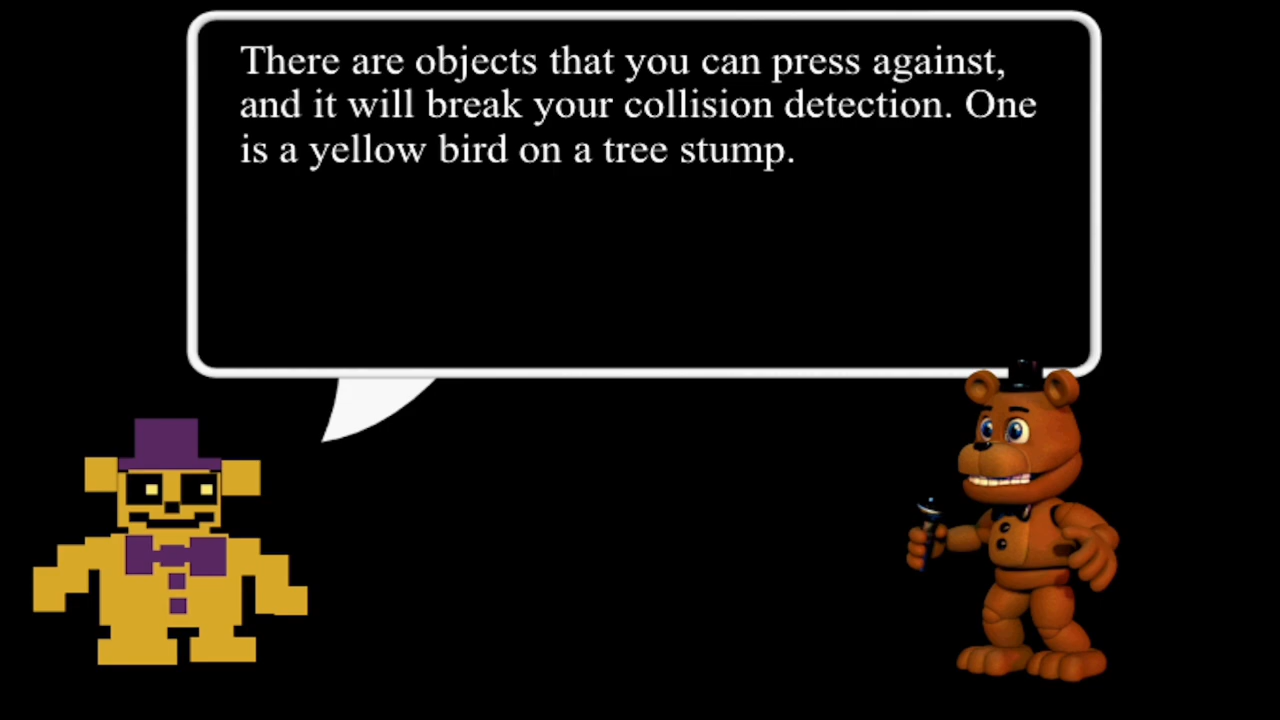 There are objects that you can press against,
and it will break your collision detection. One
is a yellow bird on a tree stump.